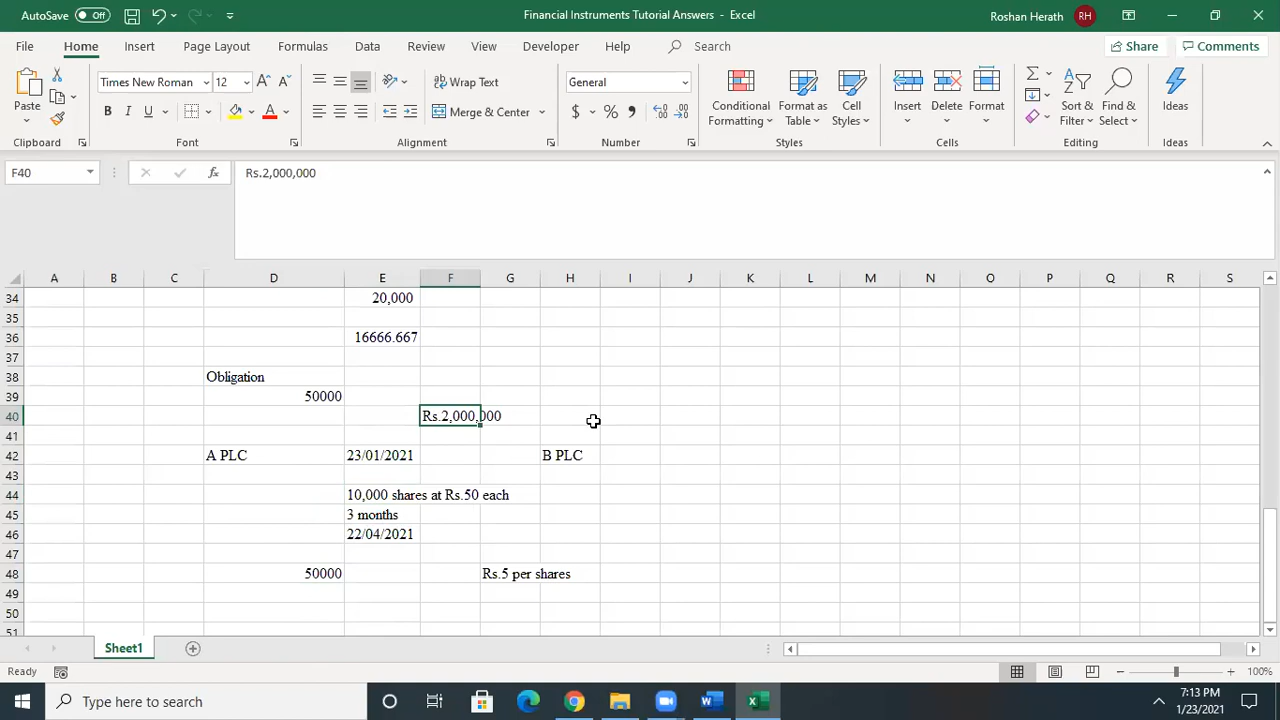 AutoSave Off Financial Instruments Tutorial Answers - Excel Roshan Herath RH
File Home Insert Page Layout Formulas Data Review View Developer Help Search Share Comments
Times New Roman 12 Wrap Text General
Paste B I U Merge & Center $ % Conditional Formatting Format as Table Cell Styles Insert Delete Format Sort & Filter Find & Select Ideas
Clipboard Font Alignment Number Styles Cells Editing Ideas
F40 fx Rs.2,000,000
A B C D E F G H I J K L M N O P Q R S
34 20,000
35
36 16666.667
37
38 Obligation
39 50000
40 Rs.2,000,000
41
42 A PLC 23/01/2021 B PLC
43
44 10,000 shares at Rs.50 each
45 3 months
46 22/04/2021
47
48 50000 Rs.5 per shares
49
50
51
Sheet1
Ready 100%
Type here to search 7:13 PM
1/23/2021